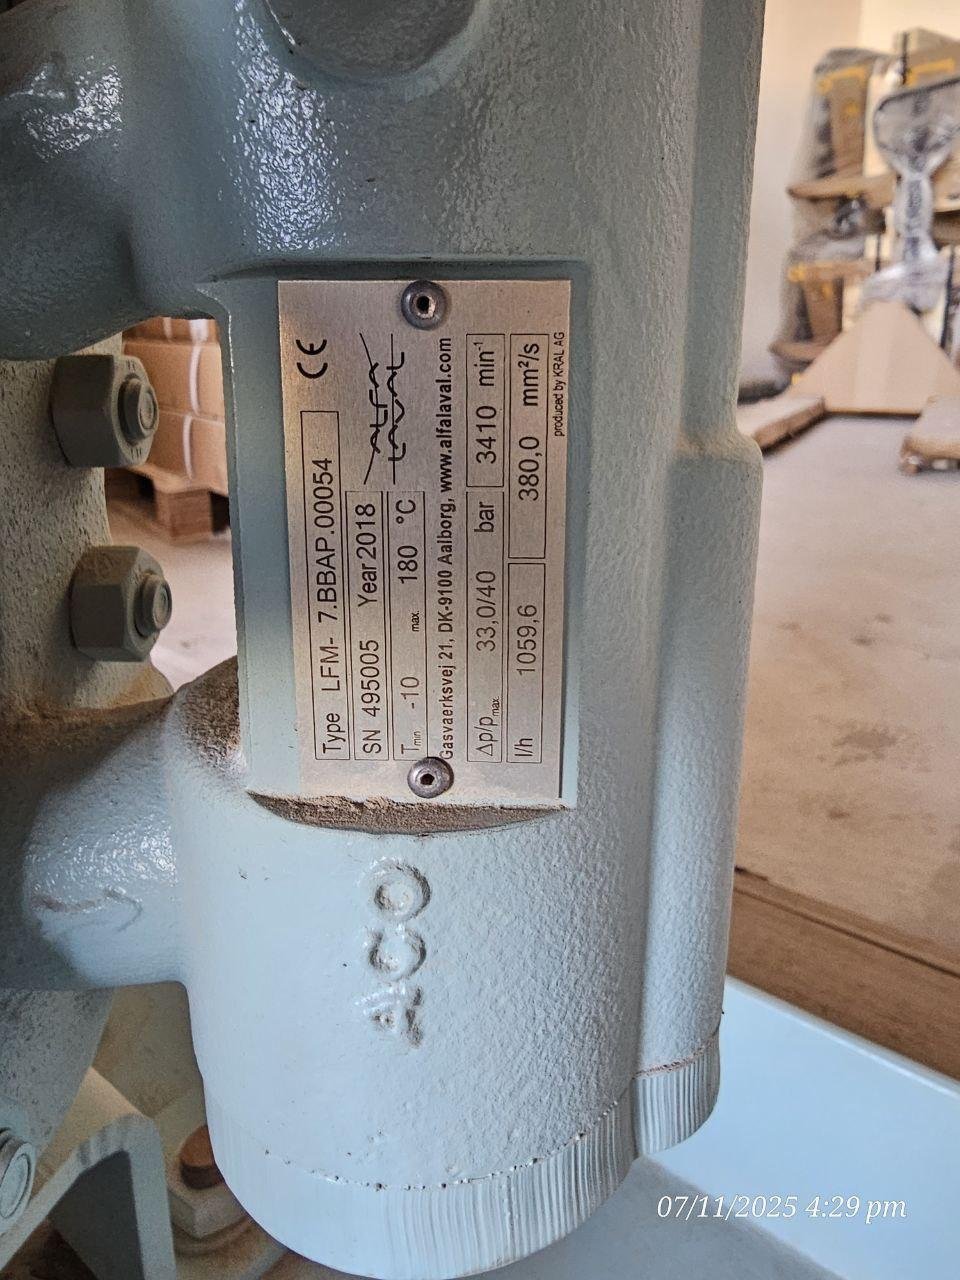 CE
Type LFM- 7.BBAP.00054
SN 495005 Year 2018
ALFA
LAVAL
Tmin -10 max. 180 °C
Gasvaerksvej 21, DK-9100 Aalborg, www.alfalaval.com
Δp/pmax. 33,0/40 bar 3410 min⁻¹
l/h 1059,6 380,0 mm²/s
produced by KRAL AG
ACO
07/11/2025 4:29 pm